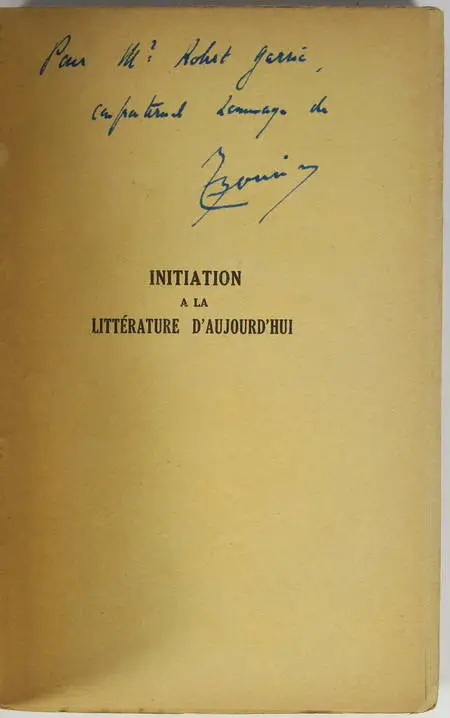 Pour Mr Robert Garric,
confraternel hommage de
INITIATION
A LA
LITTÉRATURE D'AUJOURD'HUI